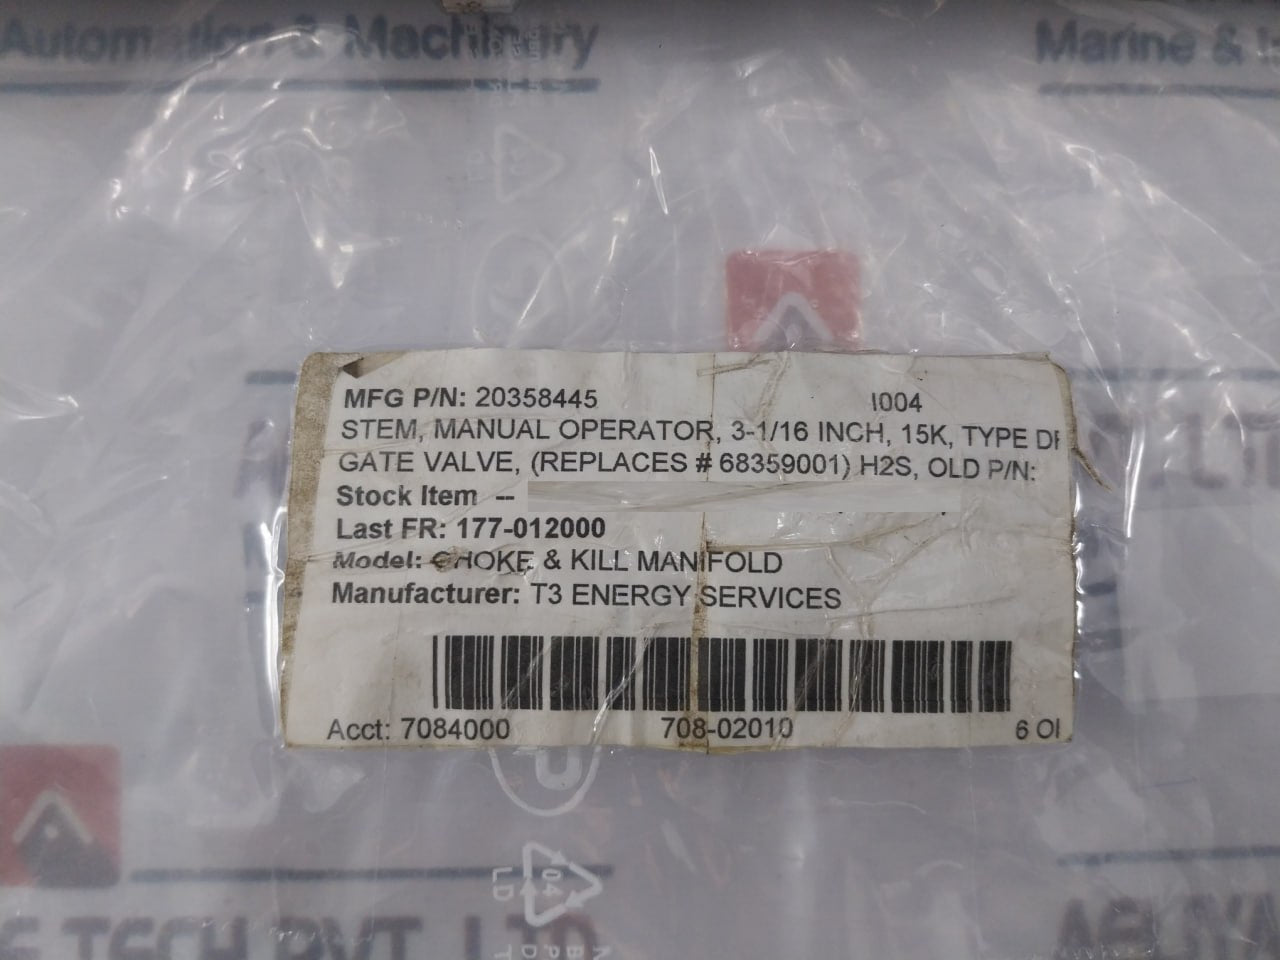 Automation & Machinery
Marine &
MFG P/N: 20358445 I004
STEM, MANUAL OPERATOR, 3-1/16 INCH, 15K, TYPE
GATE VALVE, (REPLACES # 68359001) H2S, OLD P/N:
Stock Item --
Last FR: 177-012000
Model: CHOKE & KILL MANIFOLD
Manufacturer: T3 ENERGY SERVICES
Acct: 7084000 708-02010 6
04
LD
TECH PVT. LTD